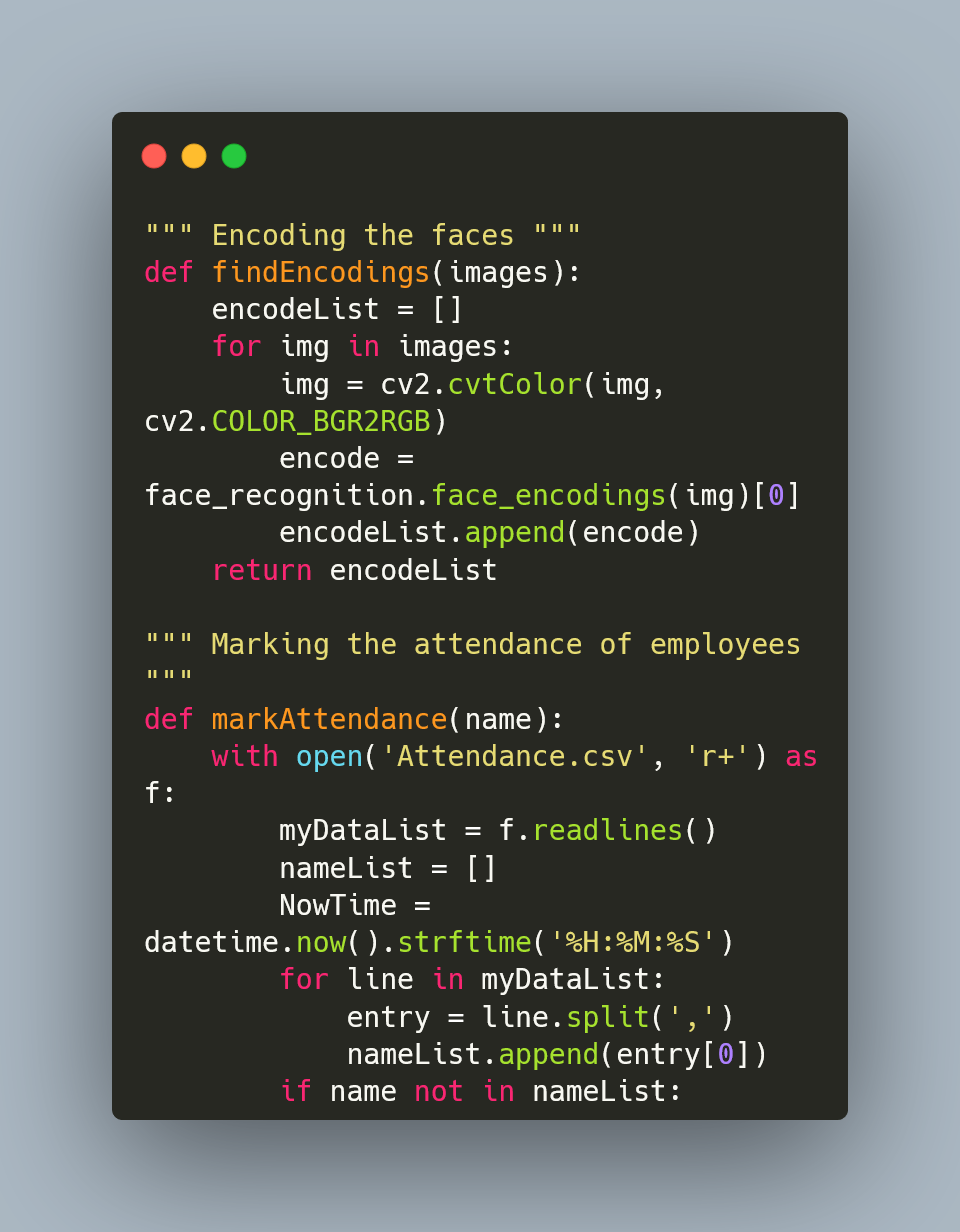 """ Encoding the faces """
def findEncodings(images):
    encodeList = []
    for img in images:
        img = cv2.cvtColor(img,
cv2.COLOR_BGR2RGB)
        encode =
face_recognition.face_encodings(img)[0]
        encodeList.append(encode)
    return encodeList

""" Marking the attendance of employees
"""
def markAttendance(name):
    with open('Attendance.csv', 'r+') as
f:
        myDataList = f.readlines()
        nameList = []
        NowTime =
datetime.now().strftime('%H:%M:%S')
        for line in myDataList:
            entry = line.split(',')
            nameList.append(entry[0])
        if name not in nameList: